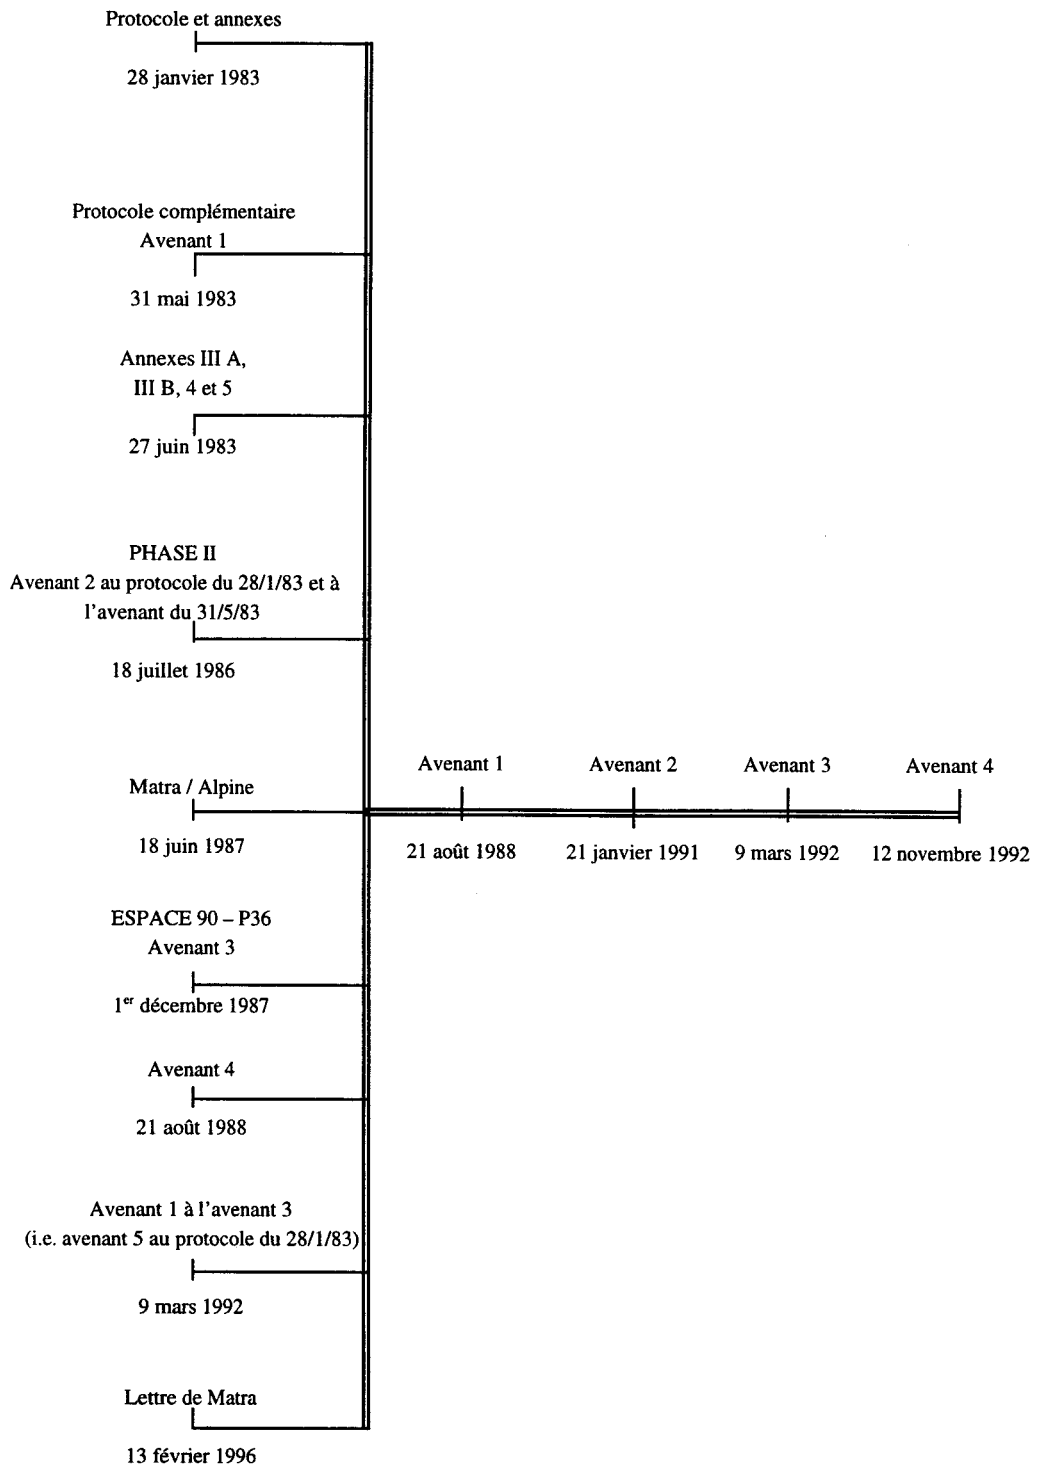 Protocole et annexes
28 janvier 1983
Protocole complémentaire
Avenant 1
31 mai 1983
Annexes III A,
III B, 4 et 5
27 juin 1983
PHASE II
Avenant 2 au protocole du 28/1/83 et à
l'avenant du 31/5/83
18 juillet 1986
Matra / Alpine
18 juin 1987
Avenant 1
21 août 1988
Avenant 2
21 janvier 1991
Avenant 3
9 mars 1992
Avenant 4
12 novembre 1992
ESPACE 90 – P36
Avenant 3
1er décembre 1987
Avenant 4
21 août 1988
Avenant 1 à l'avenant 3
(i.e. avenant 5 au protocole du 28/1/83)
9 mars 1992
Lettre de Matra
13 février 1996